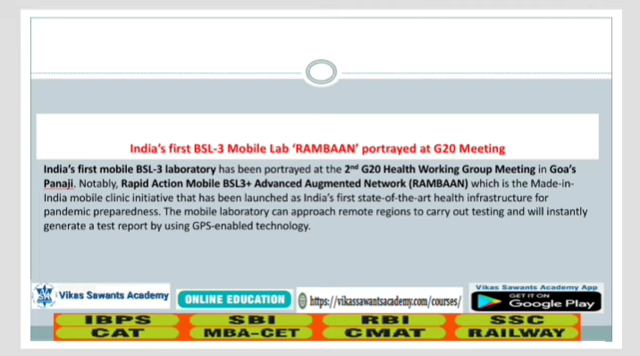 India's first BSL-3 Mobile Lab 'RAMBAAN' portrayed at G20 Meeting
India's first mobile BSL-3 laboratory has been portrayed at the 2nd G20 Health Working Group Meeting in Goa's
Panaji. Notably, Rapid Action Mobile BSL3+ Advanced Augmented Network (RAMBAAN) which is the Made-in-
India mobile clinic initiative that has been launched as India's first state-of-the-art health infrastructure for
pandemic preparedness. The mobile laboratory can approach remote regions to carry out testing and will instantly
generate a test report by using GPS-enabled technology.
Vikas Sawants Academy
ONLINE EDUCATION
https://vikassawantsacademy.com/courses/
Vikas Sawants Academy App
GET IT ON
Google Play
IBPS SBI RBI SSC
CAT MBA-CET CMAT RAILWAY